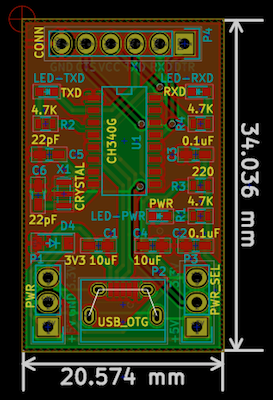 CONN
P4
GND CTS VCC TXD RXD DTR
LED-TXD
LED-RXD
TXD
RXD
4.7K
4.7K
R2
R4
22pF
0.1uF
C5
C3
CH340G
U1
C6
X1
CRYSTAL
220
R3
4.7K
22pF
LED-PWR
PWR
R1
D4
C1
C4
C2
0.1uF
P1
3V3
10uF
10uF
P2
P3
PWR
USB_OTG
PWR_SEL
+5V
34.036 mm
20.574 mm